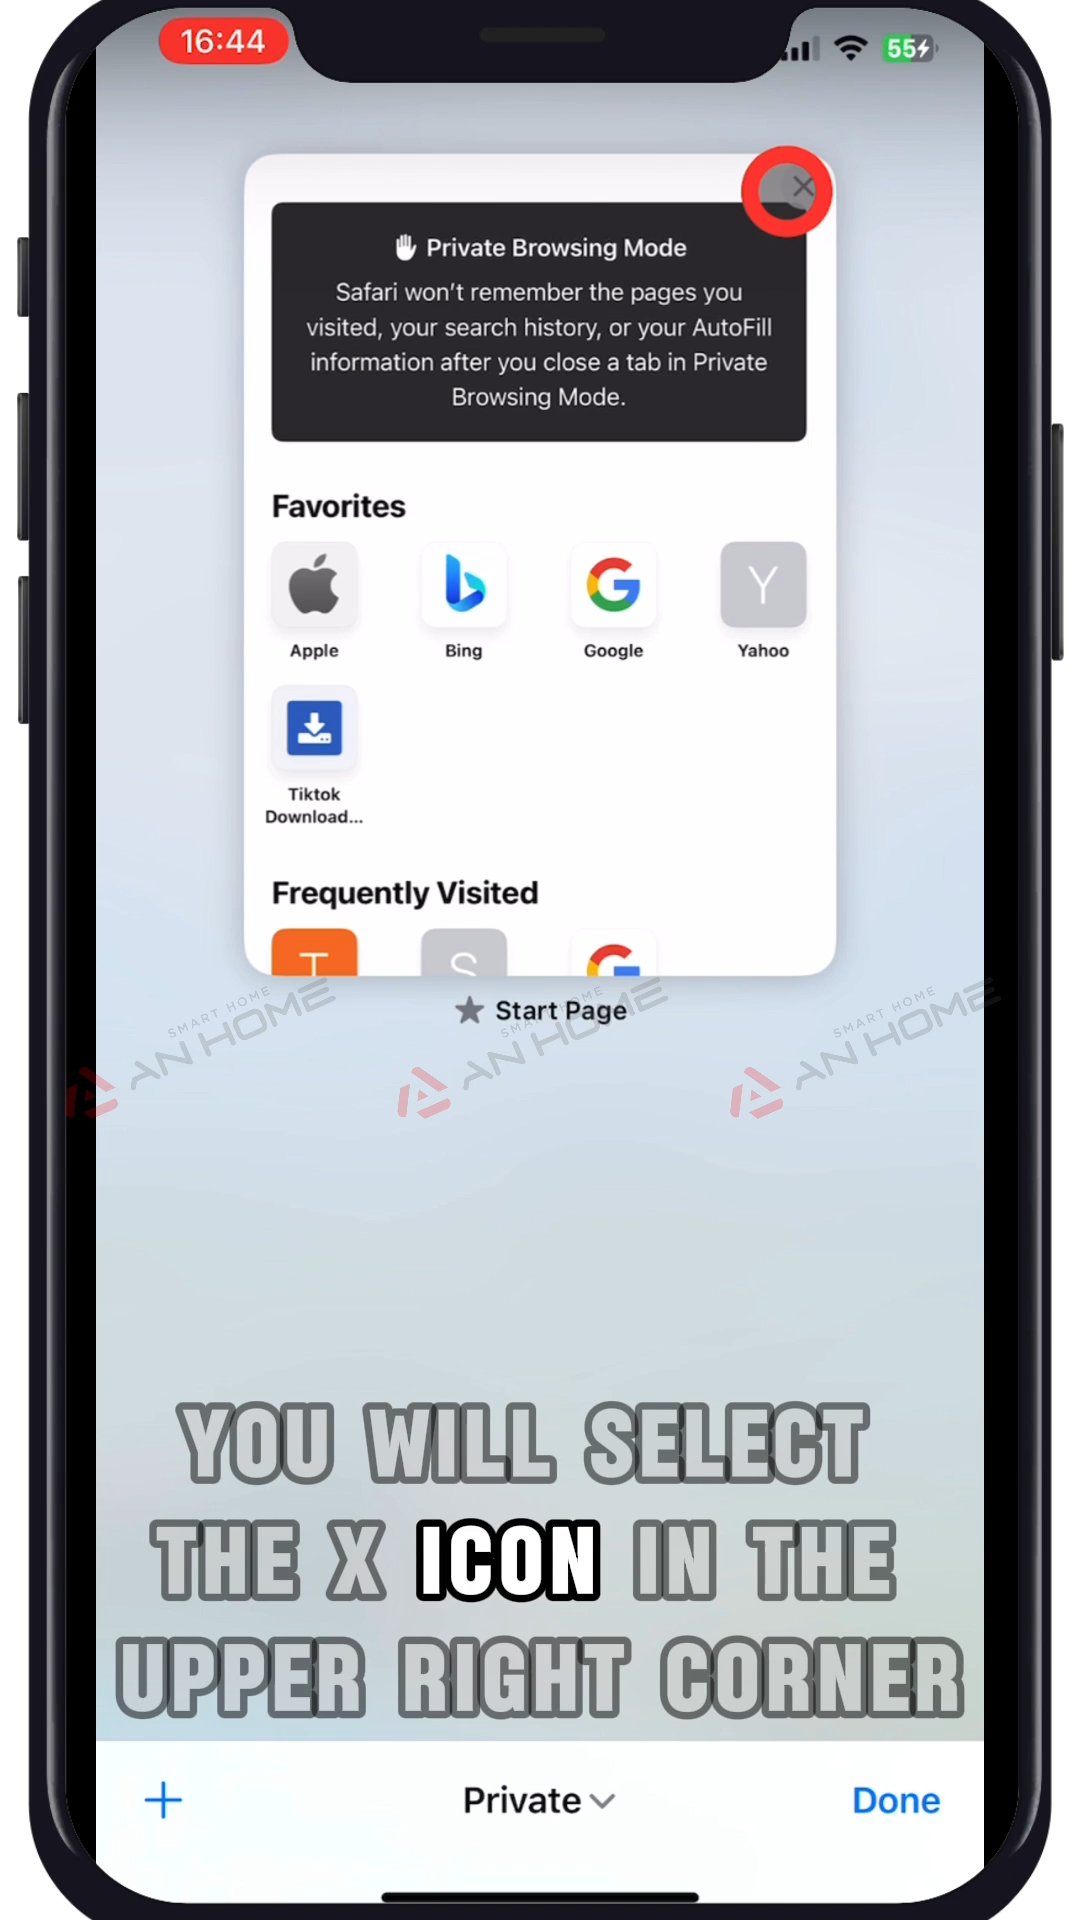 16:44
55
Private Browsing Mode
Safari won't remember the pages you
visited, your search history, or your AutoFill
information after you close a tab in Private
Browsing Mode.
Favorites
Apple
Bing
Google
Yahoo
Y
Tiktok
Download...
Frequently Visited
T
S
Start Page
SMART HOME
AN HOME
SMART HOME
AN HOME
SMART HOME
AN HOME
YOU WILL SELECT
THE X ICON IN THE
UPPER RIGHT CORNER
Private
Done